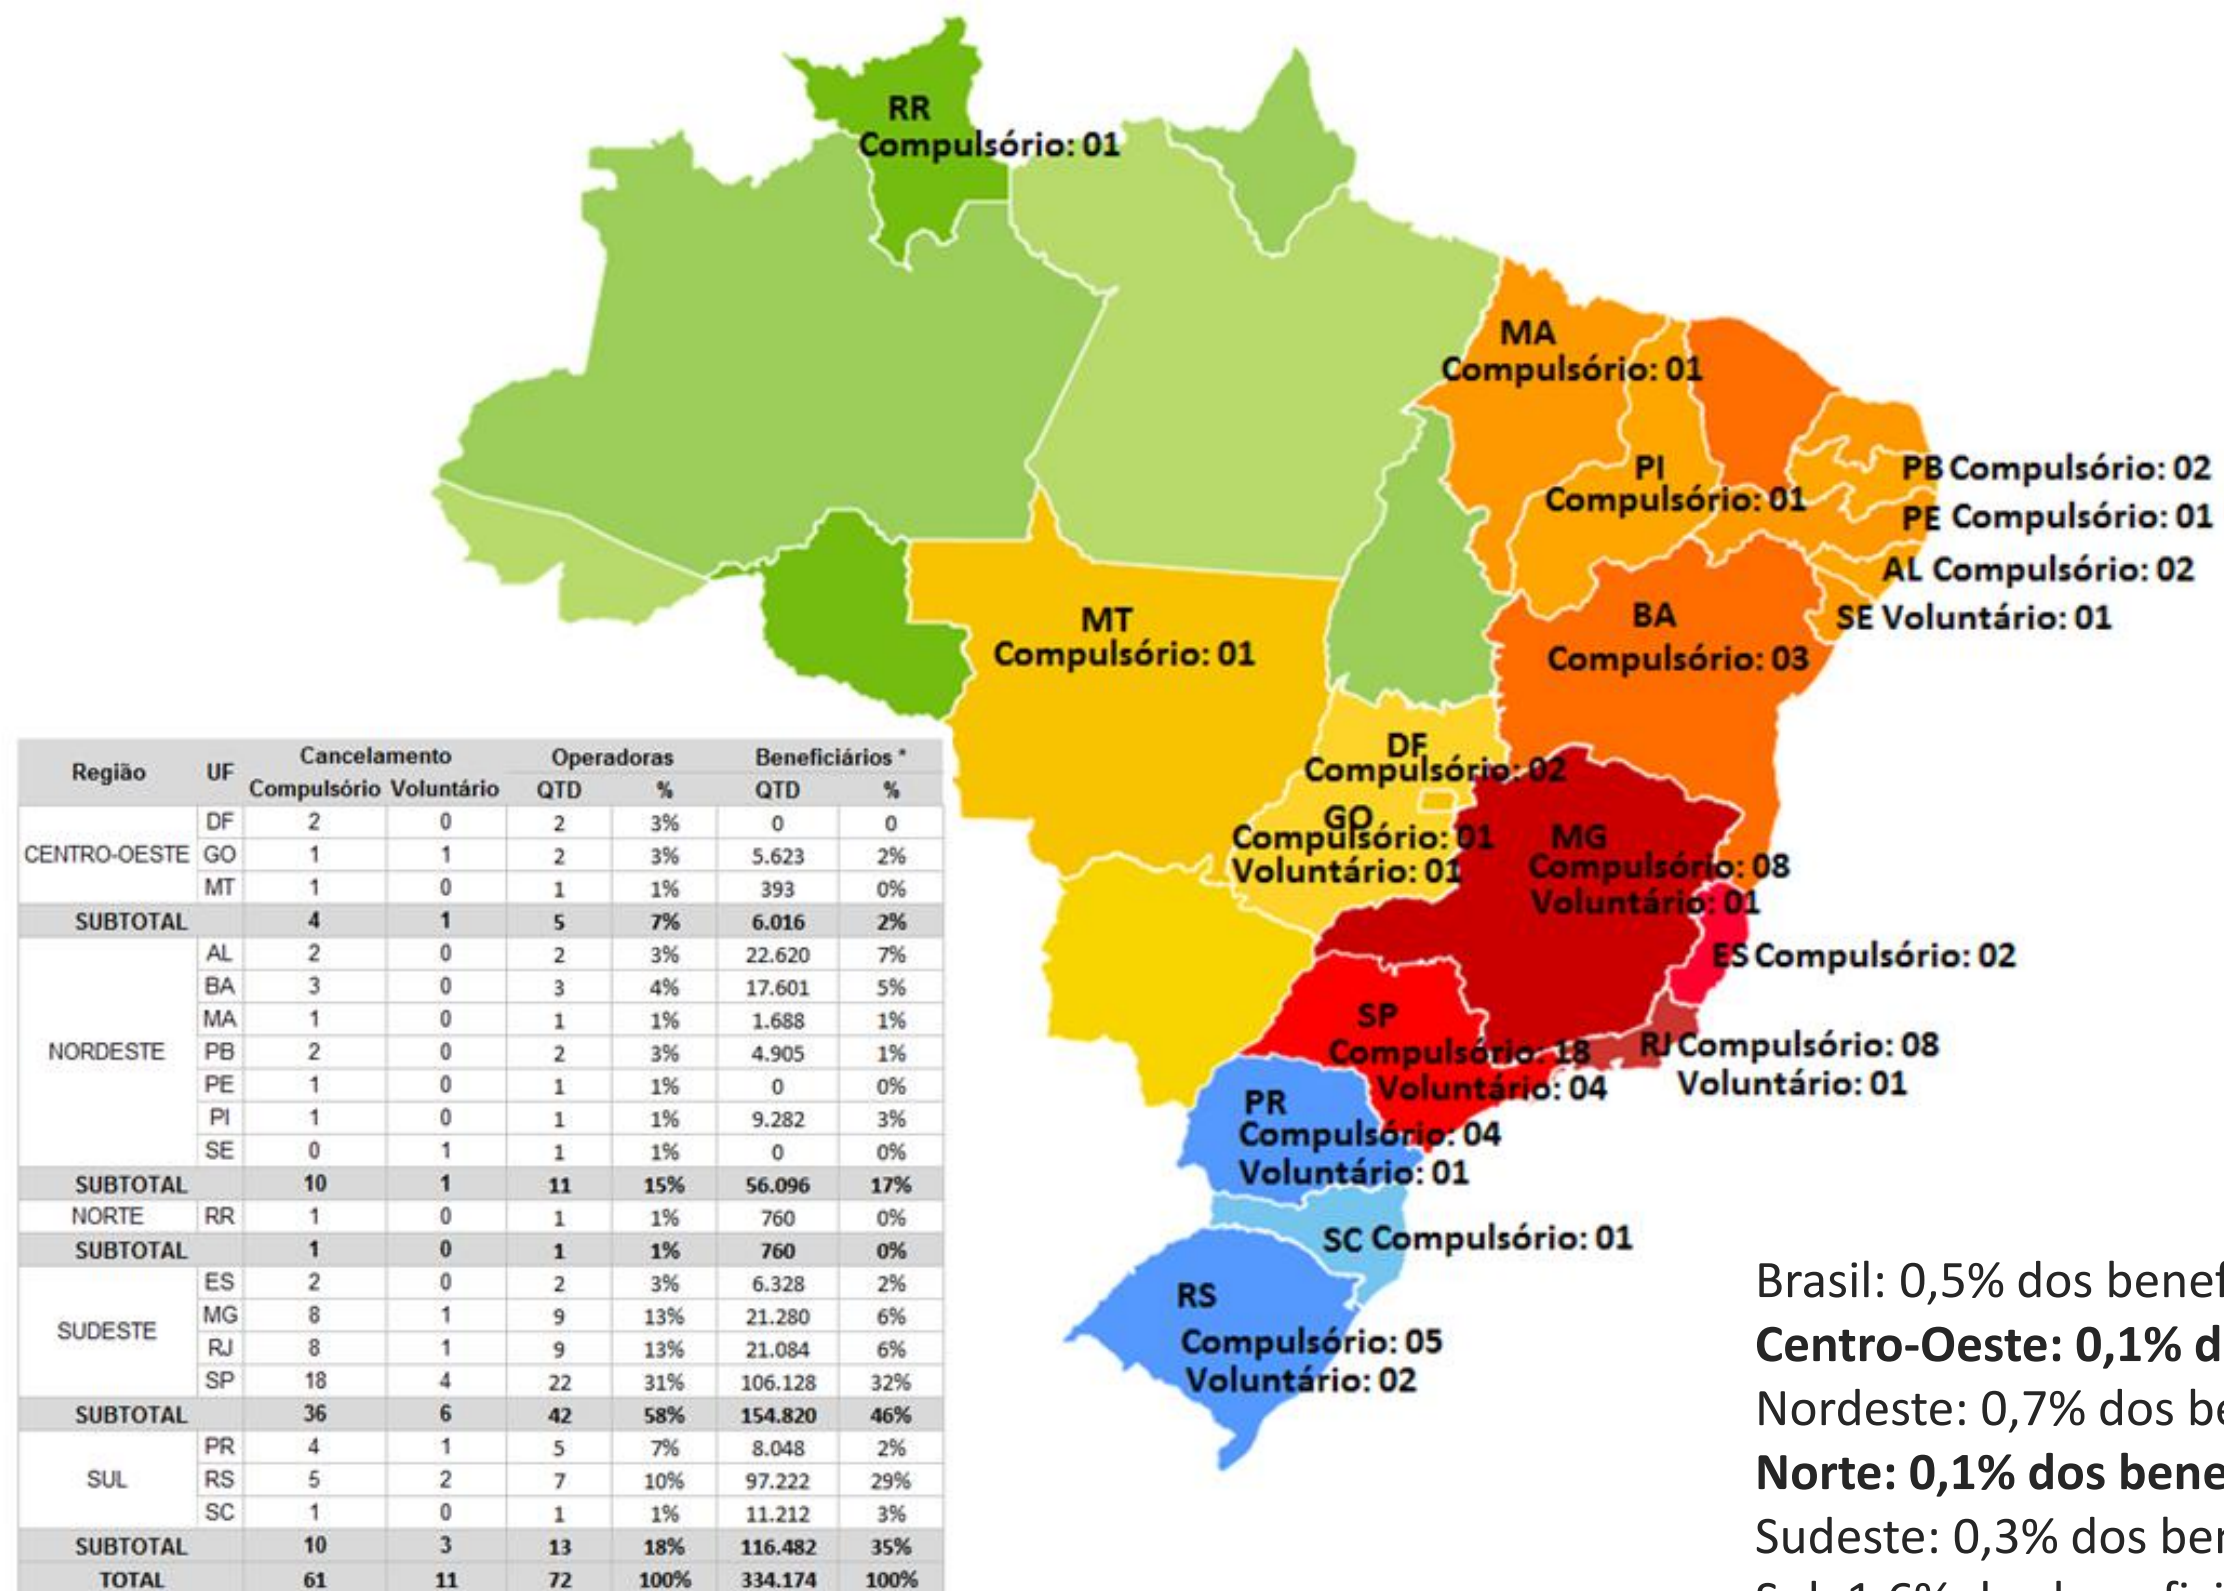 RR
Compulsório: 01
MA
Compulsório: 01
PI
Compulsório: 01
PB Compulsório: 02
PE Compulsório: 01
AL Compulsório: 02
SE Voluntário: 01
BA
Compulsório: 03
MT
Compulsório: 01
DF
Compulsório: 02
GO
Compulsório: 01
Voluntário: 01
MG
Compulsório: 08
Voluntário: 01
ES Compulsório: 02
SP
Compulsório: 18
Voluntário: 04
RJ Compulsório: 08
Voluntário: 01
PR
Compulsório: 04
Voluntário: 01
SC Compulsório: 01
RS
Compulsório: 05
Voluntário: 02
Região UF Cancelamento Operadoras Beneficiários *
Compulsório Voluntário QTD % QTD %
DF 2 0 2 3% 0 0
CENTRO-OESTE GO 1 1 2 3% 5.623 2%
MT 1 0 1 1% 393 0%
SUBTOTAL 4 1 5 7% 6.016 2%
AL 2 0 2 3% 22.620 7%
BA 3 0 3 4% 17.601 5%
MA 1 0 1 1% 1.688 1%
NORDESTE PB 2 0 2 3% 4.905 1%
PE 1 0 1 1% 0 0%
PI 1 0 1 1% 9.282 3%
SE 0 1 1 1% 0 0%
SUBTOTAL 10 1 11 15% 56.096 17%
NORTE RR 1 0 1 1% 760 0%
SUBTOTAL 1 0 1 1% 760 0%
ES 2 0 2 3% 6.328 2%
MG 8 1 9 13% 21.280 6%
SUDESTE
RJ 8 1 9 13% 21.084 6%
SP 18 4 22 31% 106.128 32%
SUBTOTAL 36 6 42 58% 154.820 46%
PR 4 1 5 7% 8.048 2%
SUL RS 5 2 7 10% 97.222 29%
SC 1 0 1 1% 11.212 3%
SUBTOTAL 10 3 13 18% 116.482 35%
TOTAL 61 11 72 100% 334.174 100%
Brasil: 0,5% dos
Centro-Oeste: 0,1%
Nordeste: 0,7% dos
Norte: 0,1% dos
Sudeste: 0,3% dos